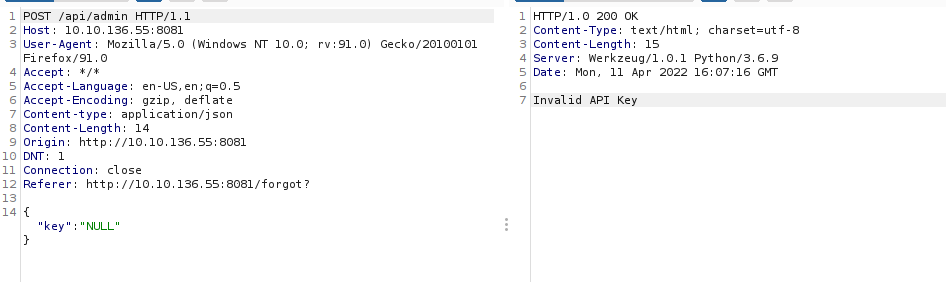 1 POST /api/admin HTTP/1.1
2 Host: 10.10.136.55:8081
3 User-Agent: Mozilla/5.0 (Windows NT 10.0; rv:91.0) Gecko/20100101
Firefox/91.0
4 Accept: */*
5 Accept-Language: en-US,en;q=0.5
6 Accept-Encoding: gzip, deflate
7 Content-type: application/json
8 Content-Length: 14
9 Origin: http://10.10.136.55:8081
10 DNT: 1
11 Connection: close
12 Referer: http://10.10.136.55:8081/forgot?
13
14 {
"key":"NULL"
}
1 HTTP/1.0 200 OK
2 Content-Type: text/html; charset=utf-8
3 Content-Length: 15
4 Server: Werkzeug/1.0.1 Python/3.6.9
5 Date: Mon, 11 Apr 2022 16:07:16 GMT
6
7 Invalid API Key